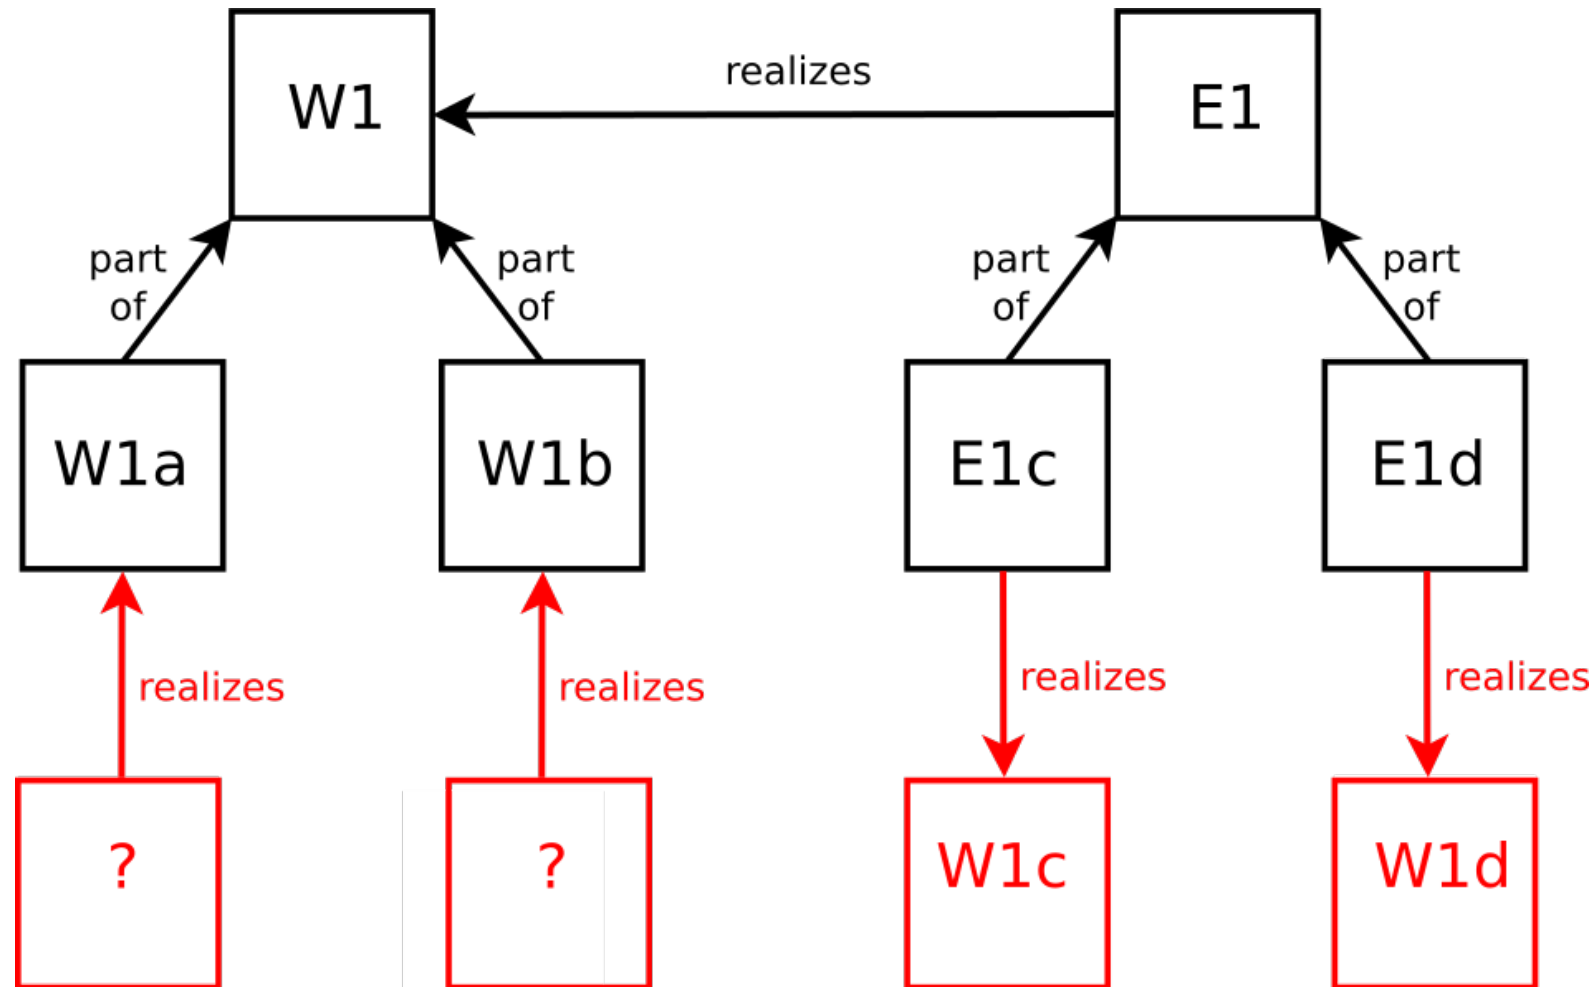 W1
realizes
E1
part
of
part
of
part
of
part
of
W1a
W1b
E1c
E1d
realizes
realizes
realizes
realizes
?
?
W1c
W1d